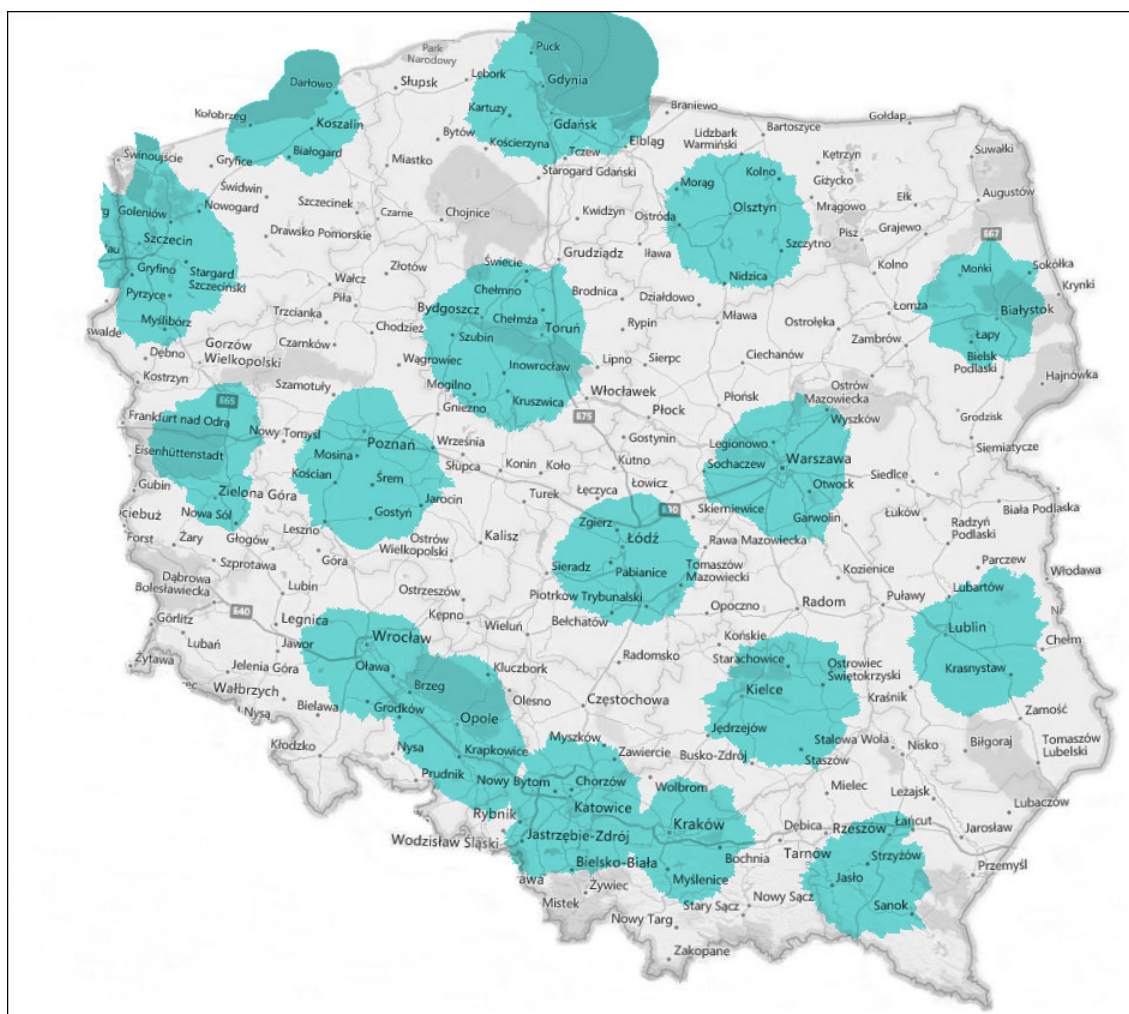 Puck
Park
Narodowy
Darłowo
Słupsk
Lębork
Gdynia
Kołobrzeg
Koszalin
Kartuzy
Gdańsk
Braniewo
Gołdap
Bytów
Kościerzyna
Tczew
Elbląg
Lidzbark
Warmiński
Bartoszyce
Świnoujście
Gryfice
Białogard
Miastko
Starogard Gdański
Kętrzyn
Suwałki
Morąg
Kolno
Giżycko
Świdwin
Szczecinek
Augustów
Goleniów
Nowogard
Czarne
Chojnice
Kwidzyn
Ostróda
Olsztyn
Mrągowo
Ełk
Drawsko Pomorskie
Pisz
Grajewo
E67
Szczecin
Grudziądz
Iława
Szczytno
Gryfino
Stargard
Szczeciński
Wałcz
Złotów
Świecie
Nidzica
Kolno
Mońki
Sokółka
Krynki
Pyrzyce
Piła
Chełmno
Brodnica
Działdowo
Łomża
Białystok
Myślibórz
Trzcianka
Bydgoszcz
Chełmża
Toruń
Rypin
Mława
Ostrołęka
Chodzież
Szubin
Zambrów
Łapy
Dębno
Gorzów
Wielkopolski
Czarnków
Wągrowiec
Inowrocław
Lipno
Sierpc
Ciechanów
Bielsk
Podlaski
Kostrzyn
Szamotuły
Mogilno
Kruszwica
Włocławek
Płońsk
Ostrów
Mazowiecka
Hajnówka
E65
Gniezno
E75
Płock
Wyszków
Grodzisk
Frankfurt nad Odrą
Nowy Tomyśl
Poznań
Września
Gostynin
Legionowo
Warszawa
Siemiatycze
Eisenhüttenstadt
Mosina
Słupca
Konin
Koło
Kutno
Sochaczew
Siedlce
Gubin
Zielona Góra
Kościan
Śrem
Jarocin
Turek
Łęczyca
Łowicz
Otwock
Nowa Sól
Leszno
Gostyń
E30
Skierniewice
Garwolin
Łuków
Biała Podlaska
Zgierz
Radzyń
Podlaski
Forst
Żary
Głogów
Ostrów
Wielkopolski
Kalisz
Łódź
Rawa Mazowiecka
Góra
Szprotawa
Sieradz
Pabianice
Tomaszów
Mazowiecki
Kozienice
Parczew
Włodawa
Dąbrowa
Bolesławiecka
Lubin
Ostrzeszów
Piotrkow Trybunalski
Puławy
Lubartów
E40
Kępno
Bełchatów
Opoczno
Radom
Görlitz
Legnica
Wrocław
Wieluń
Lublin
Lubań
Jawor
Końskie
Chełm
Żytawa
Jelenia Góra
Oława
Kluczbork
Radomsko
Starachowice
Ostrowiec
Świętokrzyski
Krasnystaw
Wałbrzych
Brzeg
Olesno
Kielce
Kraśnik
Bielawa
Grodków
Częstochowa
Zamość
Nysą
Opole
Kłodzko
Nysa
Krapkowice
Myszków
Zawiercie
Jędrzejów
Busko-Zdrój
Stalowa Wola
Staszów
Nisko
Biłgoraj
Tomaszów
Lubelski
Prudnik
Nowy Bytom
Chorzów
Wolbrom
Mielec
Leżajsk
Katowice
Lubaczów
Rybnik
Kraków
Dębica
Rzeszów
Łańcut
Wodzisław Śląski
Jastrzębie-Zdrój
Jarosław
Bielsko-Biała
Bochnia
Tarnów
Strzyżów
Przemyśl
Myślenice
Jasło
Żywiec
Mistek
Stary Sącz
Nowy Sącz
Sanok
Nowy Targ
Zakopane